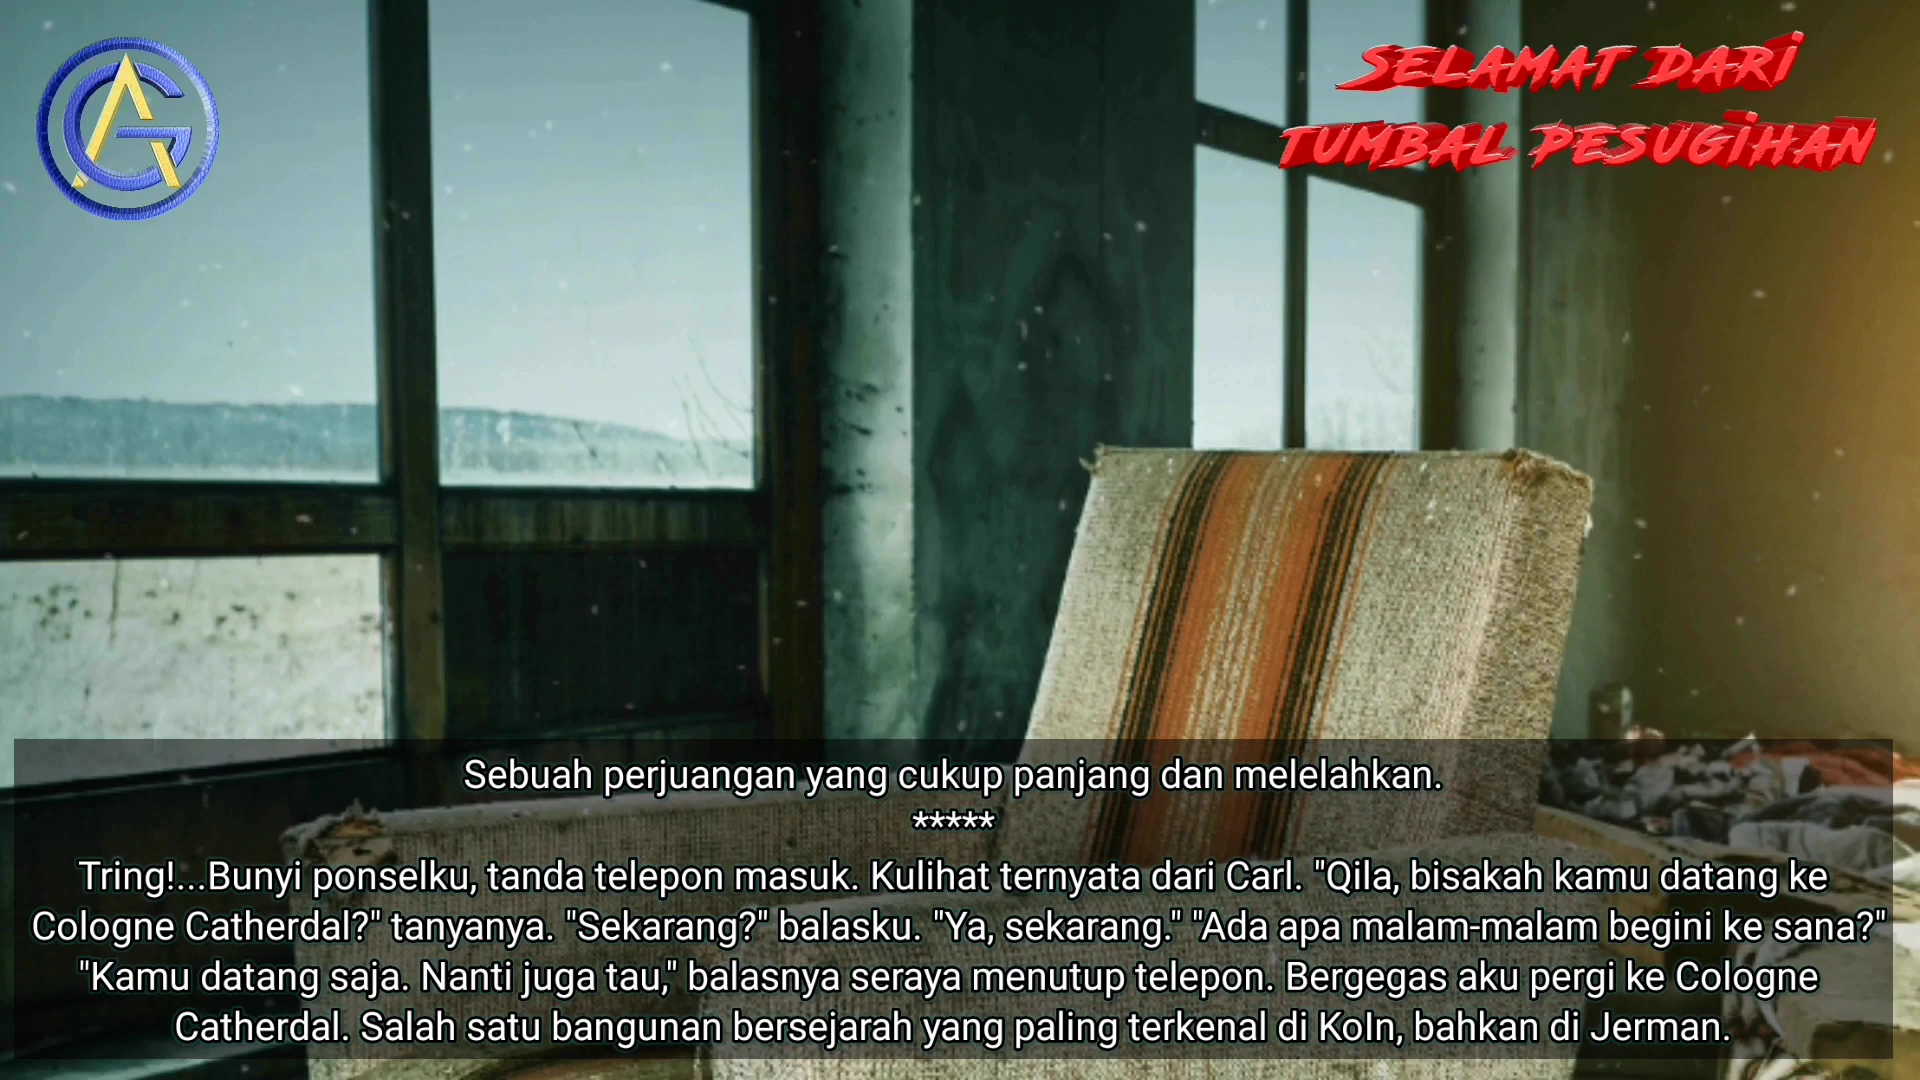 SELAMAT DARI
TUMBAL PESUGIHAN
Sebuah perjuangan yang cukup panjang dan melelahkan.
*****
Tring!...Bunyi ponselku, tanda telepon masuk. Kulihat ternyata dari Carl. "Qila, bisakah kamu datang ke
Cologne Catherdal?" tanyanya. "Sekarang?" balasku. "Ya, sekarang." "Ada apa malam-malam begini ke sana?"
"Kamu datang saja. Nanti juga tau," balasnya seraya menutup telepon. Bergegas aku pergi ke Cologne
Catherdal. Salah satu bangunan bersejarah yang paling terkenal di Koln, bahkan di Jerman.